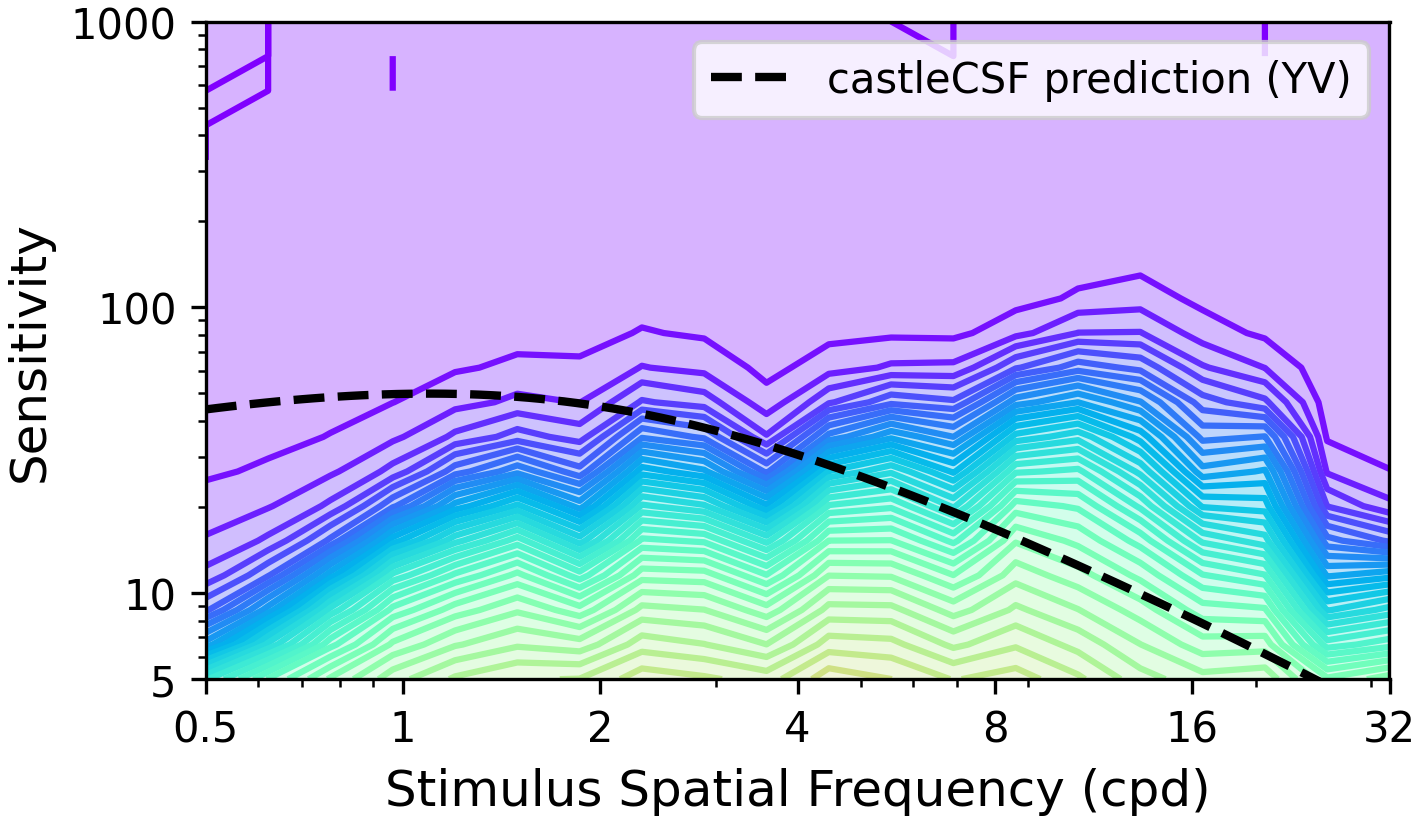 1000
100
10
5
Sensitivity
castleCSF prediction (YV)
0.5 1 2 4 8 16 32
Stimulus Spatial Frequency (cpd)